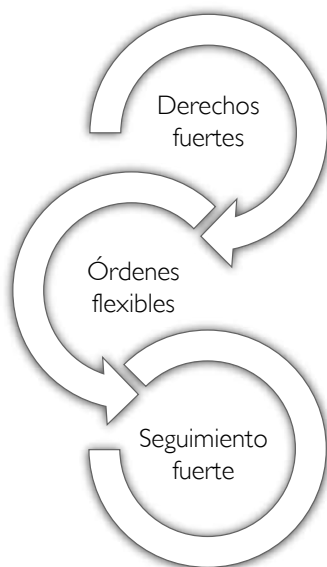 Derechos
fuertes
Órdenes
flexibles
Seguimiento
fuerte